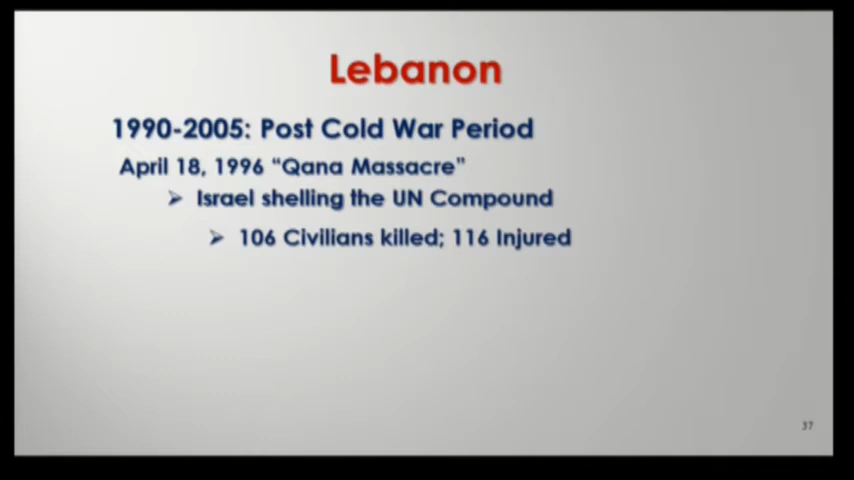 Lebanon
1990-2005: Post Cold War Period
April 18, 1996 “Qana Massacre”
➢ Israel shelling the UN Compound
➢ 106 Civilians killed; 116 Injured
37